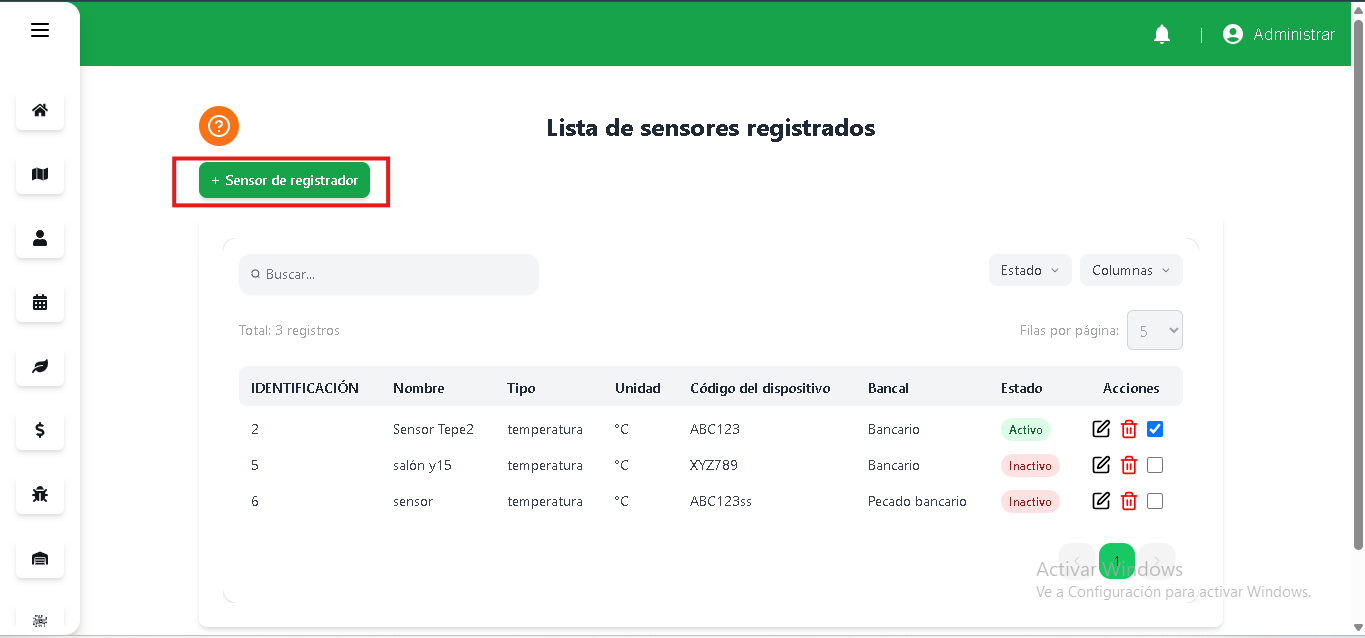 Administrar
Lista de sensores registrados
+ Sensor de registrador
Buscar...
Estado
Columnas
Total: 3 registros
Filas por página: 5
IDENTIFICACIÓN Nombre Tipo Unidad Código del dispositivo Bancal Estado Acciones
2 Sensor Tepe2 temperatura °C ABC123 Bancario Activo
5 salón y15 temperatura °C XYZ789 Bancario Inactivo
6 sensor temperatura °C ABC123ss Pecado bancario Inactivo
1
Activar Windows
Ve a Configuración para activar Windows.